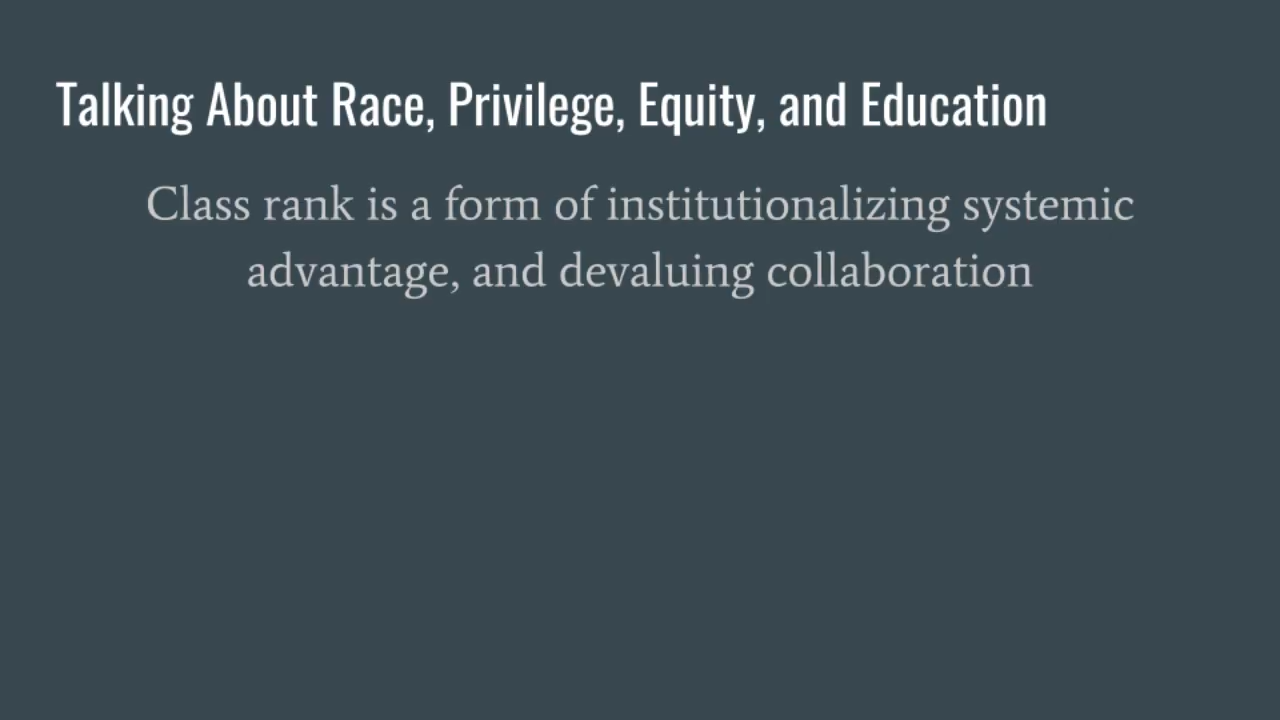 Talking About Race, Privilege, Equity, and Education
Class rank is a form of institutionalizing systemic
advantage, and devaluing collaboration